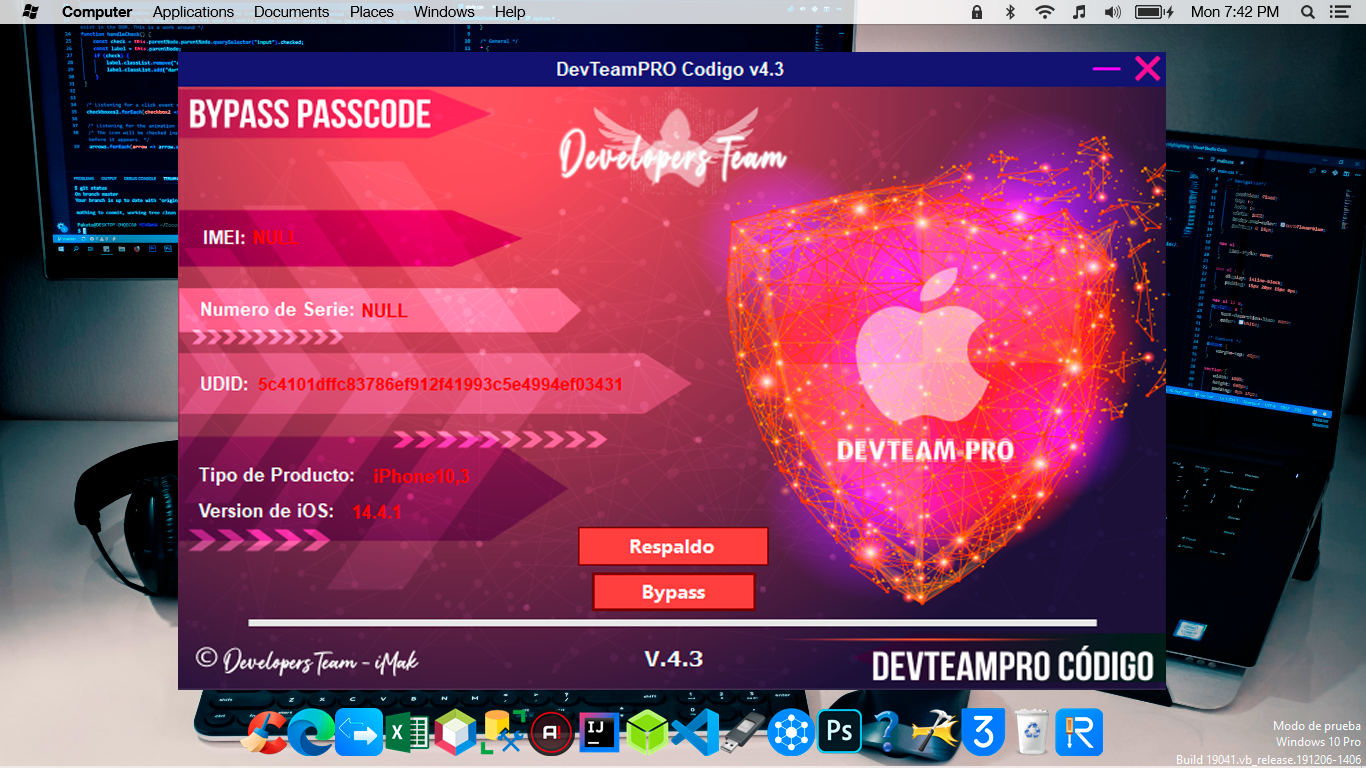 Computer Applications Documents Places Windows Help
Mon 7:42 PM
DevTeamPRO Codigo v4.3
BYPASS PASSCODE
Developers Team
IMEI: NULL
Numero de Serie: NULL
UDID: 5c4101dffc83786ef912f41993c5e4994ef03431
DEVTEAM-PRO
Tipo de Producto: iPhone10,3
Version de iOS: 14.4.1
Respaldo
Bypass
© Developers Team - iMak
V.4.3
DEVTEAMPRO CÓDIGO
IJ
Ps
3
Modo de prueba
Windows 10 Pro
Build 19041.vb_release.191206-1406